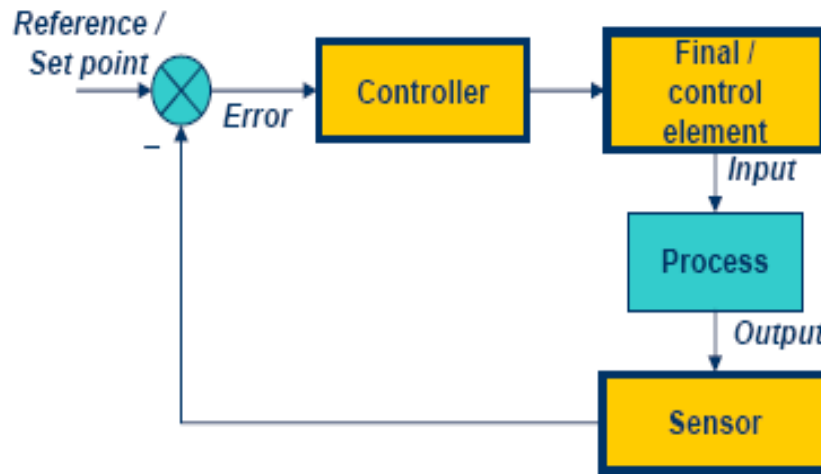 Reference /
Set point
Error
–
Controller
Final /
control
element
Input
Process
Output
Sensor